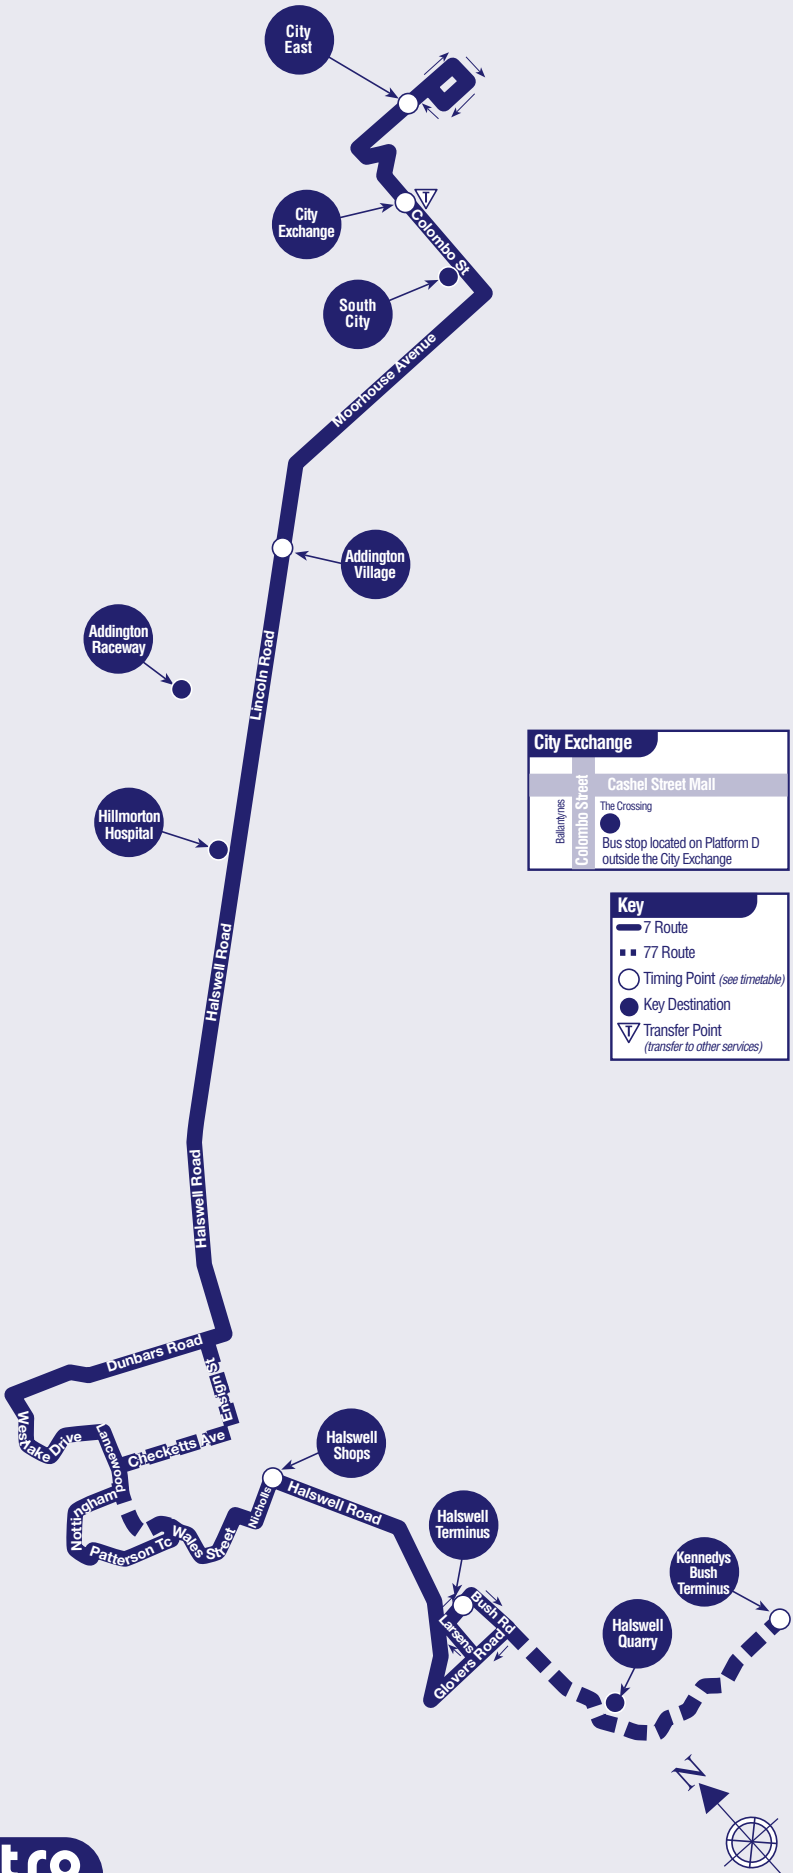 City
East
City
Exchange
T
Colombo St
South
City
Moorhouse Avenue
Addington
Village
Addington
Raceway
Lincoln Road
City Exchange
Cashel Street Mall
Colombo Street
Ballantynes
The Crossing
Bus stop located on Platform D
outside the City Exchange
Hillmorton
Hospital
Key
7 Route
77 Route
Timing Point (see timetable)
Key Destination
T
Transfer Point
(transfer to other services)
Halswell Road
Halswell Road
Dunbars Road
Ensign St
Westlake Drive
Lancewood
Checketts Ave
Nottingham
Patterson Tc
Wales Street
Nicholls
Halswell
Shops
Halswell Road
Halswell
Terminus
Bush Rd
Larsens
Glovers Road
Kennedys
Bush
Terminus
Halswell
Quarry
N
tro